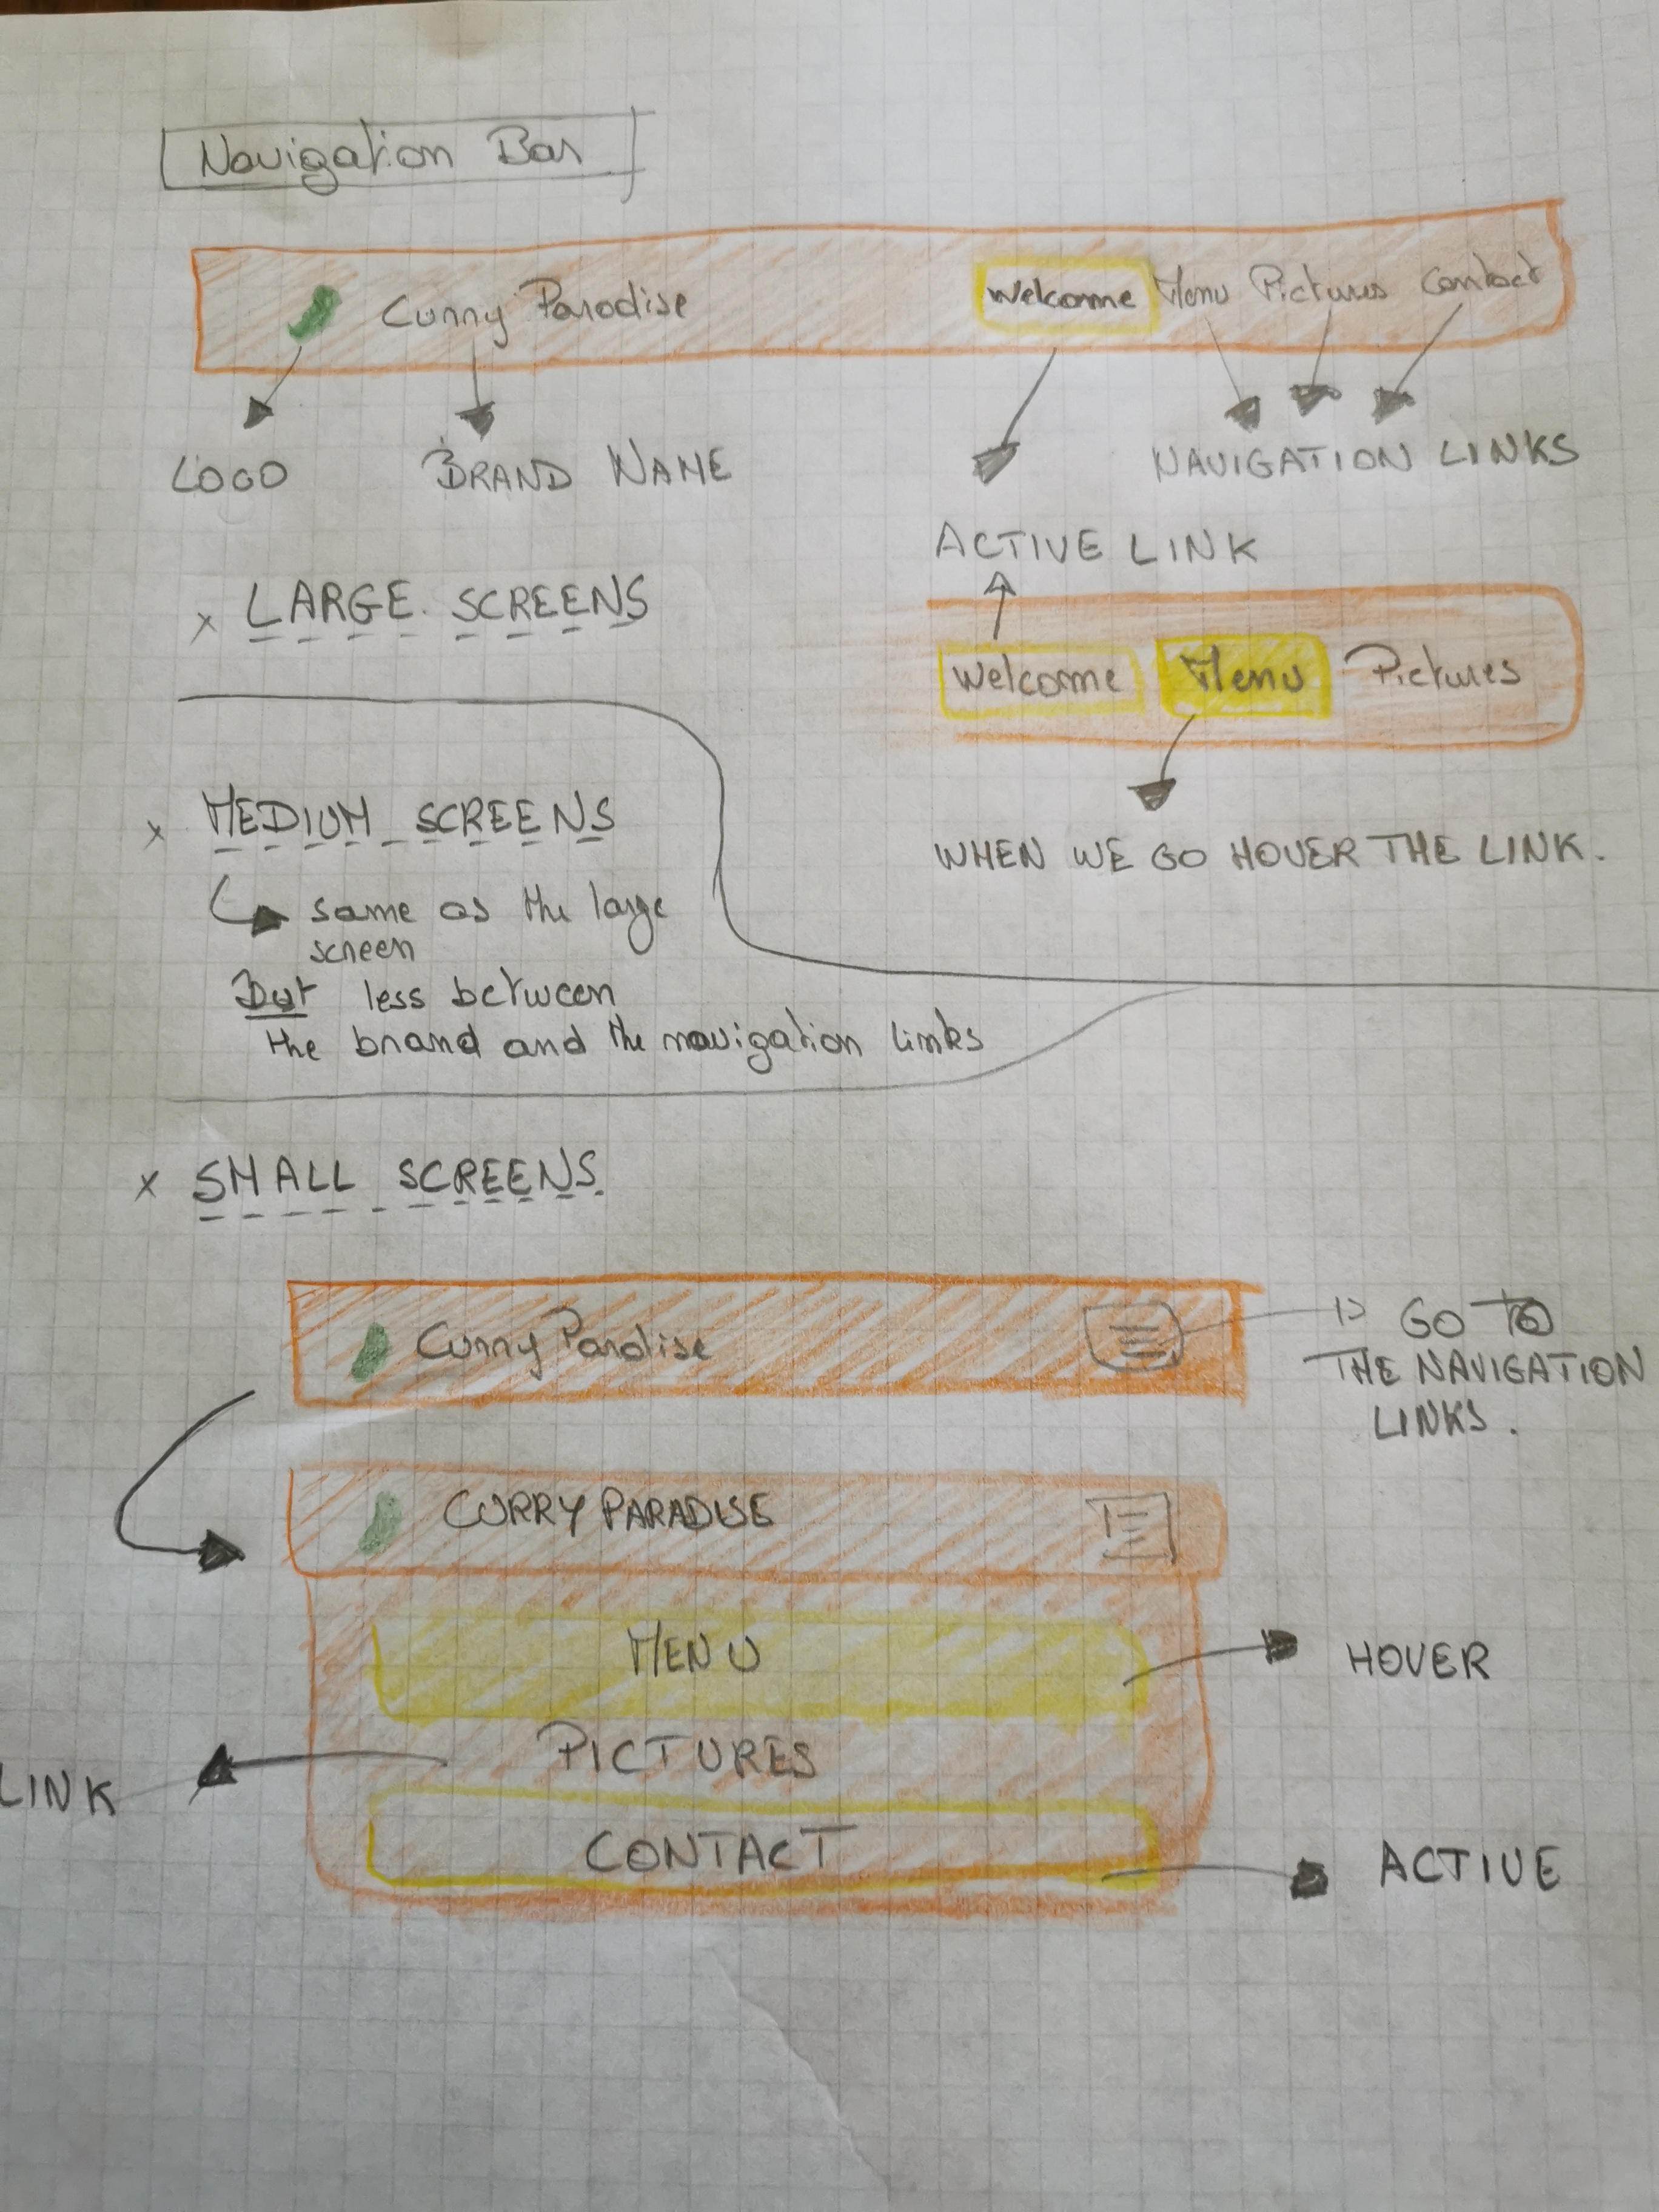 Navigation Bar
Curry Paradise
Welcome Menu Pictures Contact
LOGO
BRAND NAME
NAVIGATION LINKS
ACTIVE LINK
x LARGE SCREENS
Welcome Menu Pictures
WHEN WE GO HOVER THE LINK.
x MEDIUM SCREENS
same as the large
screen
But less between
the brand and the navigation links
x SMALL SCREENS.
Curry Paradise
GO TO
THE NAVIGATION
LINKS.
CURRY PARADISE
MENU
HOVER
PICTURES
LINK
CONTACT
ACTIVE